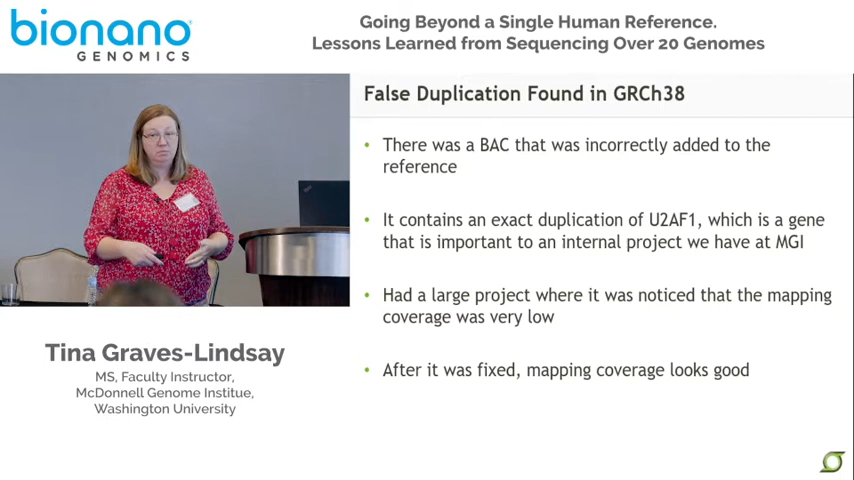 bionano
GENOMICS
Going Beyond a Single Human Reference.
Lessons Learned from Sequencing Over 20 Genomes
False Duplication Found in GRCh38
• There was a BAC that was incorrectly added to the
reference
• It contains an exact duplication of U2AF1, which is a gene
that is important to an internal project we have at MGI
• Had a large project where it was noticed that the mapping
coverage was very low
• After it was fixed, mapping coverage looks good
Tina Graves-Lindsay
MS, Faculty Instructor,
McDonnell Genome Institue,
Washington University